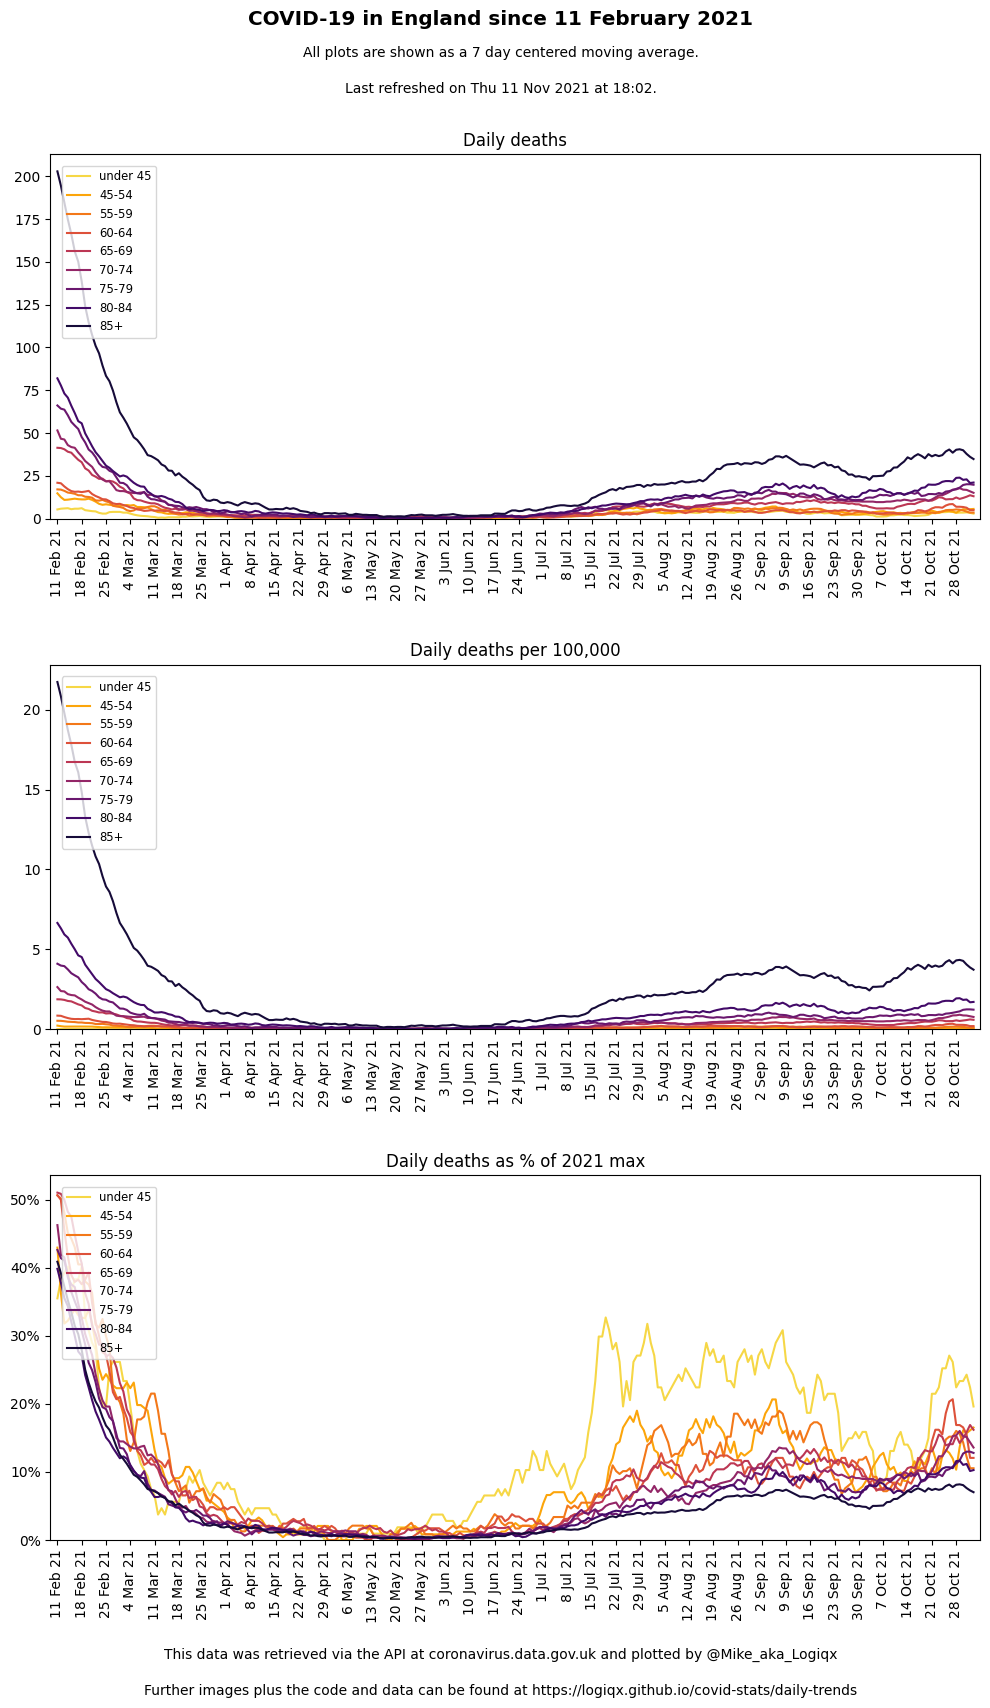 COVID-19 in England since 11 February 2021
All plots are shown as a 7 day centered moving average.
Last refreshed on Thu 11 Nov 2021 at 18:02.
Daily deaths
200
175
150
125
100
75
50
25
0
under 45
45-54
55-59
60-64
65-69
70-74
75-79
80-84
85+
11 Feb 21
18 Feb 21
25 Feb 21
4 Mar 21
11 Mar 21
18 Mar 21
25 Mar 21
1 Apr 21
8 Apr 21
15 Apr 21
22 Apr 21
29 Apr 21
6 May 21
13 May 21
20 May 21
27 May 21
3 Jun 21
10 Jun 21
17 Jun 21
24 Jun 21
1 Jul 21
8 Jul 21
15 Jul 21
22 Jul 21
29 Jul 21
5 Aug 21
12 Aug 21
19 Aug 21
26 Aug 21
2 Sep 21
9 Sep 21
16 Sep 21
23 Sep 21
30 Sep 21
7 Oct 21
14 Oct 21
21 Oct 21
28 Oct 21
Daily deaths per 100,000
20
15
10
5
0
under 45
45-54
55-59
60-64
65-69
70-74
75-79
80-84
85+
11 Feb 21
18 Feb 21
25 Feb 21
4 Mar 21
11 Mar 21
18 Mar 21
25 Mar 21
1 Apr 21
8 Apr 21
15 Apr 21
22 Apr 21
29 Apr 21
6 May 21
13 May 21
20 May 21
27 May 21
3 Jun 21
10 Jun 21
17 Jun 21
24 Jun 21
1 Jul 21
8 Jul 21
15 Jul 21
22 Jul 21
29 Jul 21
5 Aug 21
12 Aug 21
19 Aug 21
26 Aug 21
2 Sep 21
9 Sep 21
16 Sep 21
23 Sep 21
30 Sep 21
7 Oct 21
14 Oct 21
21 Oct 21
28 Oct 21
Daily deaths as % of 2021 max
50%
40%
30%
20%
10%
0%
under 45
45-54
55-59
60-64
65-69
70-74
75-79
80-84
85+
11 Feb 21
18 Feb 21
25 Feb 21
4 Mar 21
11 Mar 21
18 Mar 21
25 Mar 21
1 Apr 21
8 Apr 21
15 Apr 21
22 Apr 21
29 Apr 21
6 May 21
13 May 21
20 May 21
27 May 21
3 Jun 21
10 Jun 21
17 Jun 21
24 Jun 21
1 Jul 21
8 Jul 21
15 Jul 21
22 Jul 21
29 Jul 21
5 Aug 21
12 Aug 21
19 Aug 21
26 Aug 21
2 Sep 21
9 Sep 21
16 Sep 21
23 Sep 21
30 Sep 21
7 Oct 21
14 Oct 21
21 Oct 21
28 Oct 21
This data was retrieved via the API at coronavirus.data.gov.uk and plotted by @Mike_aka_Logiqx
Further images plus the code and data can be found at https://logiqx.github.io/covid-stats/daily-trends